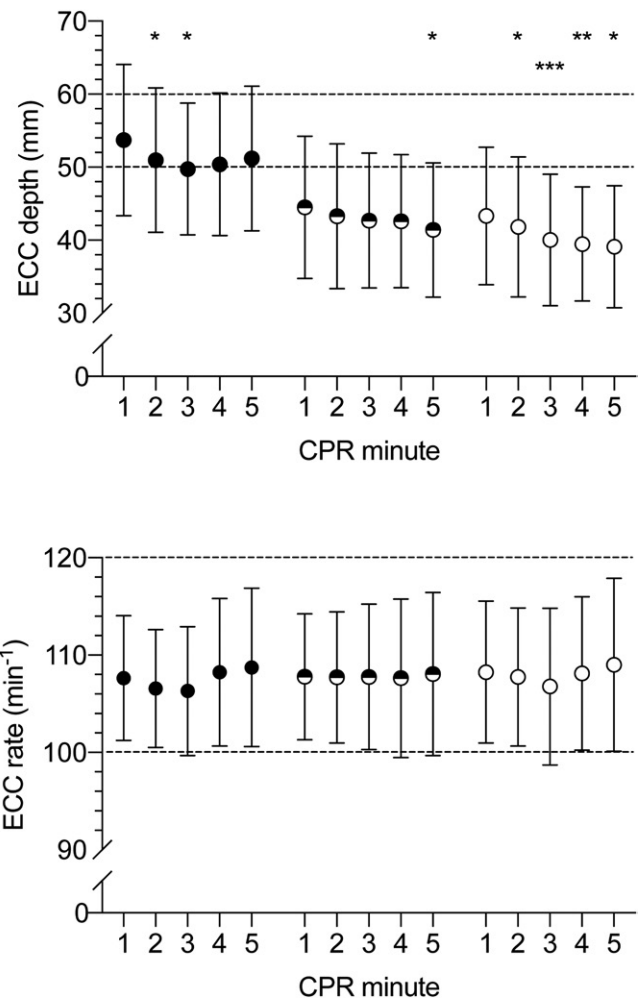 70
* * * * ** *
***
60
ECC depth (mm)
50
40
30
0
1 2 3 4 5 1 2 3 4 5 1 2 3 4 5
CPR minute
120
110
ECC rate (min⁻¹)
100
90
0
1 2 3 5 1 2 3 4 5 1 2 3 4 5
CPR minute